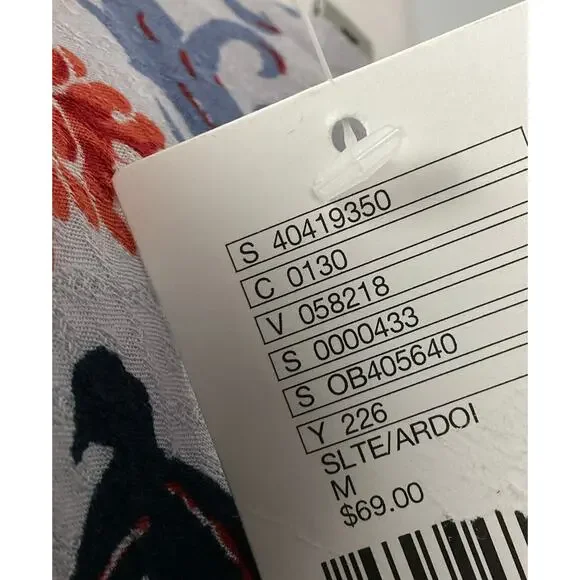 S 40419350
C 0130
V 058218
S 0000433
S OB405640
Y 226
SLTE/ARDOI
M
$69.00